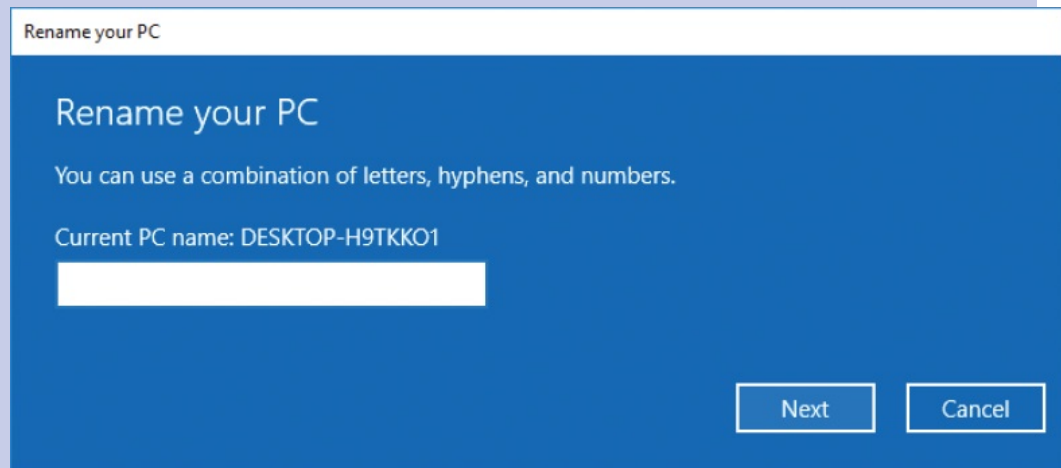 Rename your PC
Rename your PC
You can use a combination of letters, hyphens, and numbers.
Current PC name: DESKTOP-H9TKKO1
Next Cancel